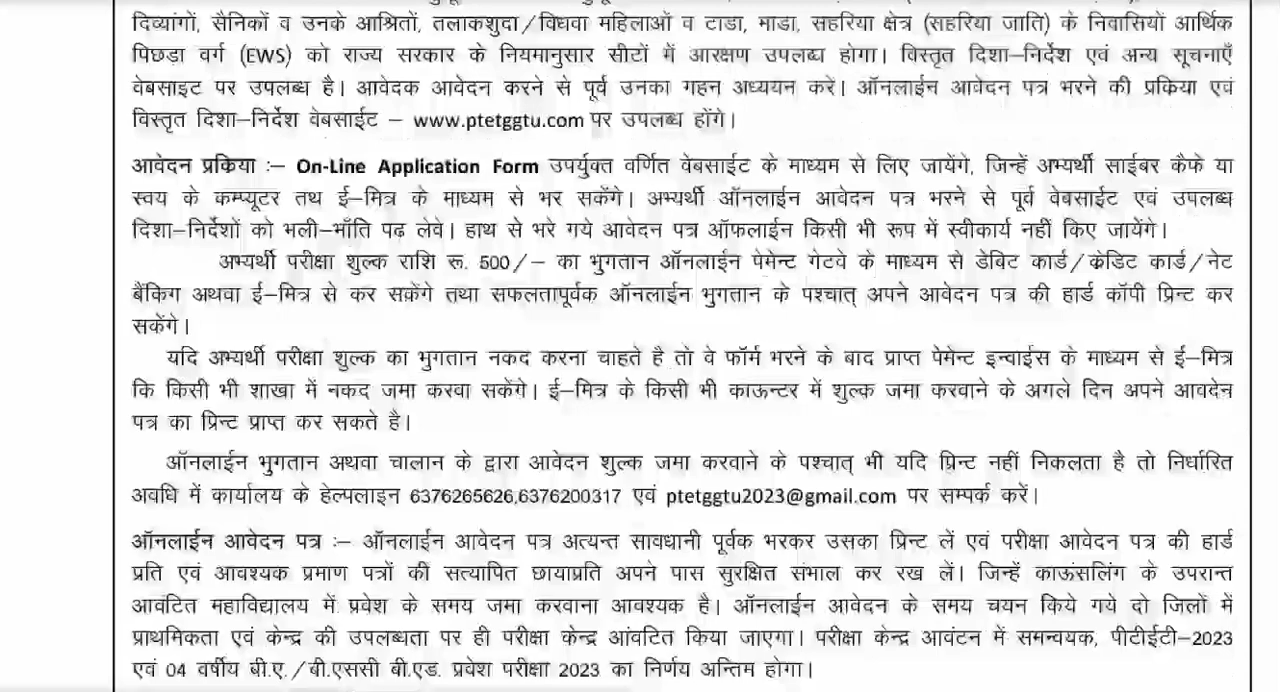 दिव्यांगों, सैनिकों व उनके आश्रितों, तलाकशुदा/विधवा महिलाओं व टाडा, माडा, सहरिया क्षेत्र (सहरिया जाति) के निवासियों आर्थिक
पिछड़ा वर्ग (EWS) को राज्य सरकार के नियमानुसार सीटों में आरक्षण उपलब्ध होगा। विस्तृत दिशा–निर्देश एवं अन्य सूचनाएँ
वेबसाइट पर उपलब्ध है। आवेदक आवेदन करने से पूर्व उनका गहन अध्ययन करें। ऑनलाईन आवेदन पत्र भरने की प्रकिया एवं
विस्तृत दिशा–निर्देश वेबसाईट – www.ptetggtu.com पर उपलब्ध होंगे।
आवेदन प्रकिया :– On-Line Application Form उपर्युक्त वर्णित वेबसाईट के माध्यम से लिए जायेंगे, जिन्हें अभ्यर्थी साईबर कैफे या
स्वय के कम्प्यूटर तथ ई–मित्र के माध्यम से भर सकेंगे। अभ्यर्थी ऑनलाईन आवेदन पत्र भरने से पूर्व वेबसाईट एवं उपलब्ध
दिशा–निर्देशों को भली–भाँति पढ़ लेवे। हाथ से भरे गये आवेदन पत्र ऑफलाईन किसी भी रूप में स्वीकार्य नहीं किए जायेंगे।
अभ्यर्थी परीक्षा शुल्क राशि रू. 500/– का भुगतान ऑनलाईन पेमेन्ट गेटवे के माध्यम से डेविट कार्ड/क्रेडिट कार्ड/नेट
बैंकिग अथवा ई–मित्र से कर सकेंगे तथा सफलतापूर्वक ऑनलाईन भुगतान के पश्चात् अपने आवेदन पत्र की हार्ड कॉपी प्रिन्ट कर
सकेंगे।
यदि अभ्यर्थी परीक्षा शुल्क का भुगतान नकद करना चाहते है तो वे फॉर्म भरने के बाद प्राप्त पेमेन्ट इन्वाईस के माध्यम से ई–मित्र
कि किसी भी शाखा में नकद जमा करवा सकेंगे। ई–मित्र के किसी भी काऊन्टर में शुल्क जमा करवाने के अगले दिन अपने आवदेन
पत्र का प्रिन्ट प्राप्त कर सकते है।
ऑनलाईन भुगतान अथवा चालान के द्वारा आवेदन शुल्क जमा करवाने के पश्चात् भी यदि प्रिन्ट नहीं निकलता है तो निर्धारित
अवधि में कार्यालय के हेल्पलाइन 6376265626,6376200317 एवं ptetggtu2023@gmail.com पर सम्पर्क करें।
ऑनलाईन आवेदन पत्र :– ऑनलाईन आवेदन पत्र अत्यन्त सावधानी पूर्वक भरकर उसका प्रिन्ट लें एवं परीक्षा आवेदन पत्र की हार्ड
प्रति एवं आवश्यक प्रमाण पत्रों की सत्यापित छायाप्रति अपने पास सुरक्षित संभाल कर रख लें। जिन्हें काऊंसलिंग के उपरान्त
आवंटित महाविद्यालय में प्रवेश के समय जमा करवाना आवश्यक है। ऑनलाईन आवेदन के समय चयन किये गये दो जिलों में
प्राथमिकता एवं केन्द्र की उपलब्धता पर ही परीक्षा केन्द्र आंवटित किया जाएगा। परीक्षा केन्द्र आवंटन में समन्वयक, पीटीईटी–2023
एवं 04 वर्षीय बी.ए./बी.एससी बी.एड. प्रवेश परीक्षा 2023 का निर्णय अन्तिम होगा।